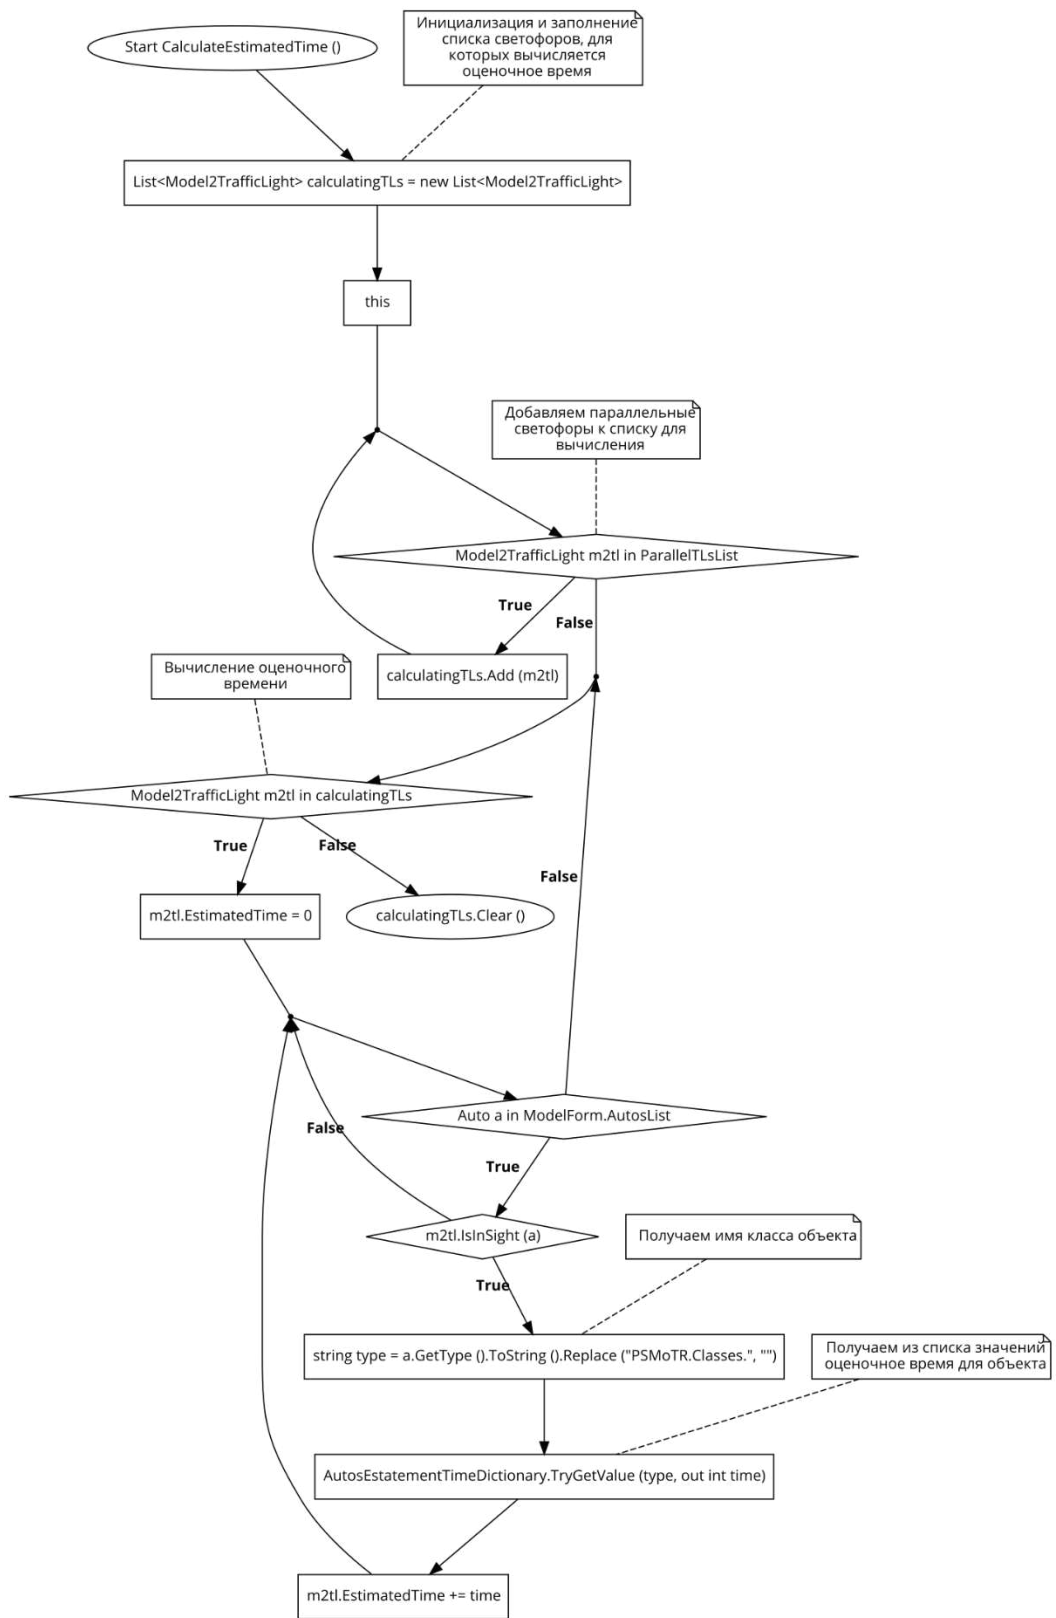 Start CalculateEstimatedTime ()
Инициализация и заполнение
списка светофоров, для
которых вычисляется
оценочное время
List<Model2TrafficLight> calculatingTLs = new List<Model2TrafficLight>
this
Добавляем параллельные
светофоры к списку для
вычисления
Model2TrafficLight m2tl in ParallelTLsList
True
False
calculatingTLs.Add (m2tl)
Вычисление оценочного
времени
Model2TrafficLight m2tl in calculatingTLs
True
False
m2tl.EstimatedTime = 0
calculatingTLs.Clear ()
False
Auto a in ModelForm.AutosList
False
True
m2tl.IsInSight (a)
Получаем имя класса объекта
True
string type = a.GetType ().ToString ().Replace ("PSMoTR.Classes.", "")
Получаем из списка значений
оценочное время для объекта
AutosEstatementTimeDictionary.TryGetValue (type, out int time)
m2tl.EstimatedTime += time